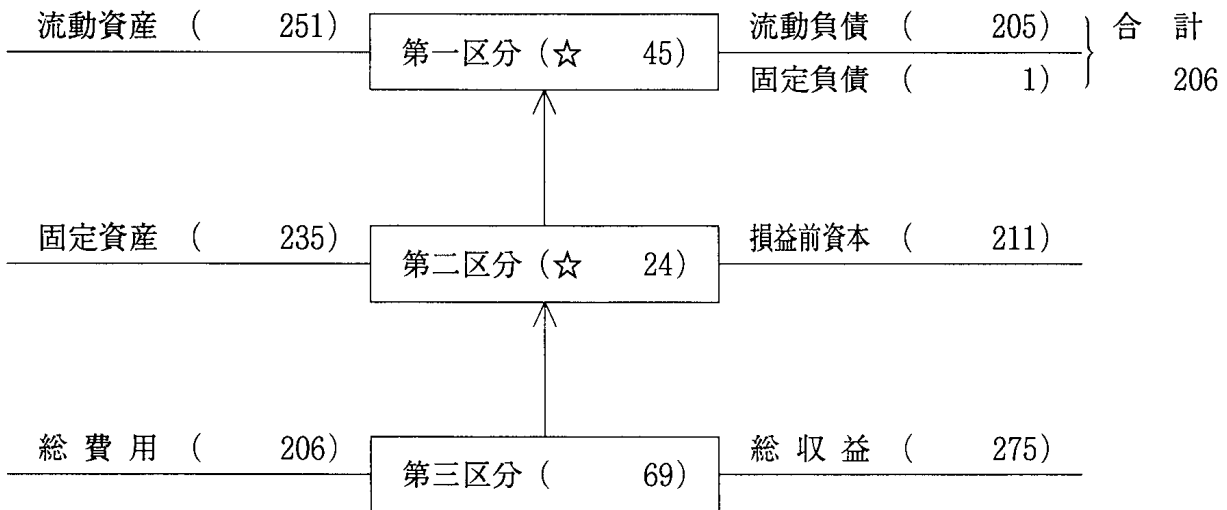 流動資産 （ 251） 第一区分（☆ 45） 流動負債 （ 205） 合計
固定負債 （ 1） 206
固定資産 （ 235） 第二区分（☆ 24） 損益前資本 （ 211）
総費用 （ 206） 第三区分（ 69） 総収益 （ 275）